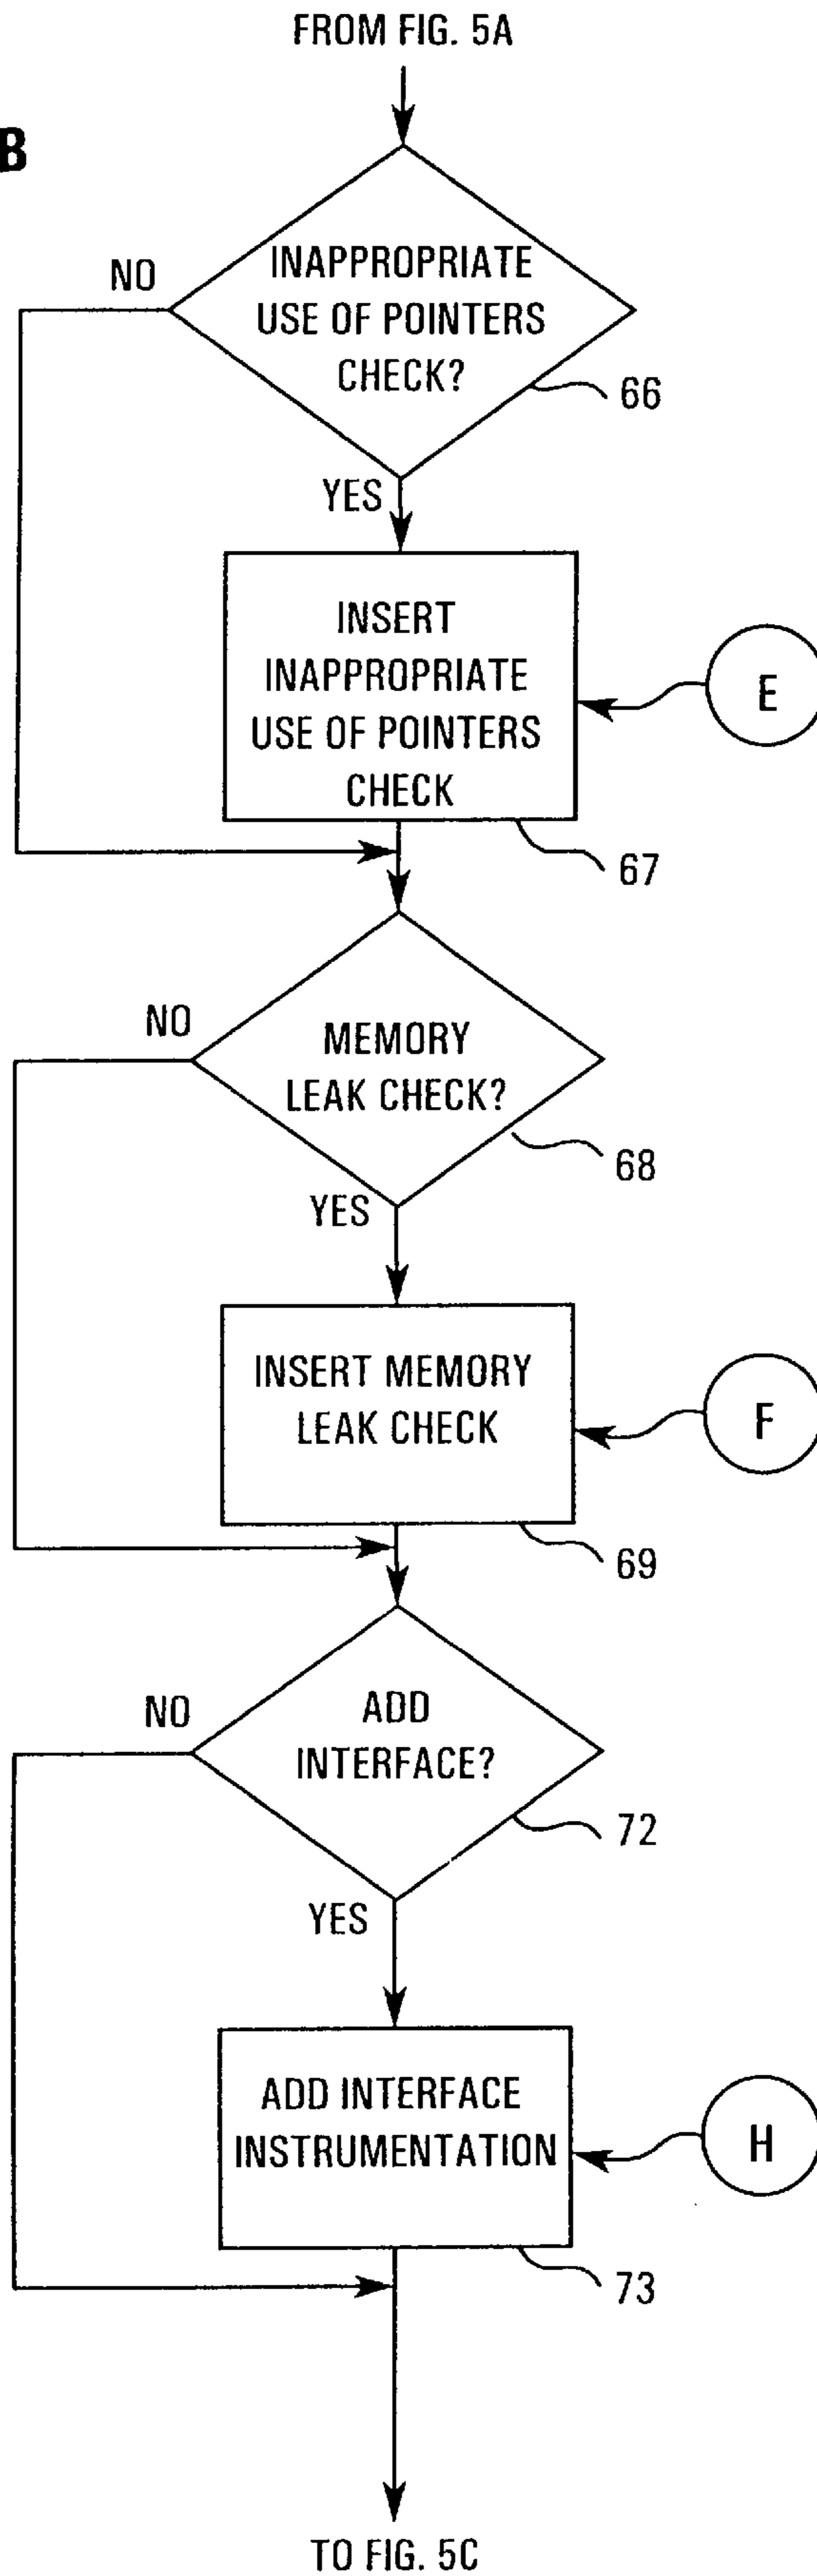 FROM FIG. 5A
B
NO
INAPPROPRIATE
USE OF POINTERS
CHECK?
66
YES
INSERT
INAPPROPRIATE
USE OF POINTERS
CHECK
E
67
NO
MEMORY
LEAK CHECK?
68
YES
INSERT MEMORY
LEAK CHECK
F
69
NO
ADD
INTERFACE?
72
YES
ADD INTERFACE
INSTRUMENTATION
H
73
TO FIG. 5C